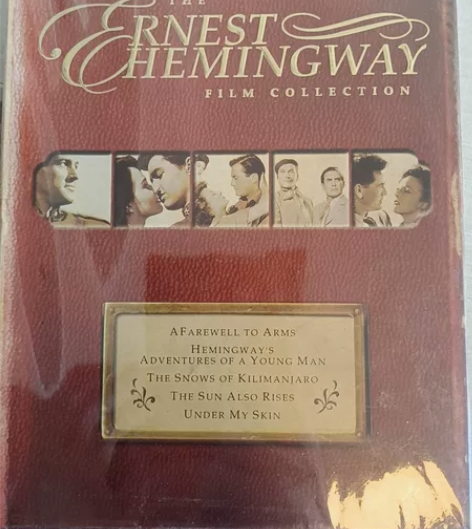 THE
ERNEST
HEMINGWAY
FILM COLLECTION
A FAREWELL TO ARMS
HEMINGWAY'S
ADVENTURES OF A YOUNG MAN
THE SNOWS OF KILIMANJARO
THE SUN ALSO RISES
UNDER MY SKIN